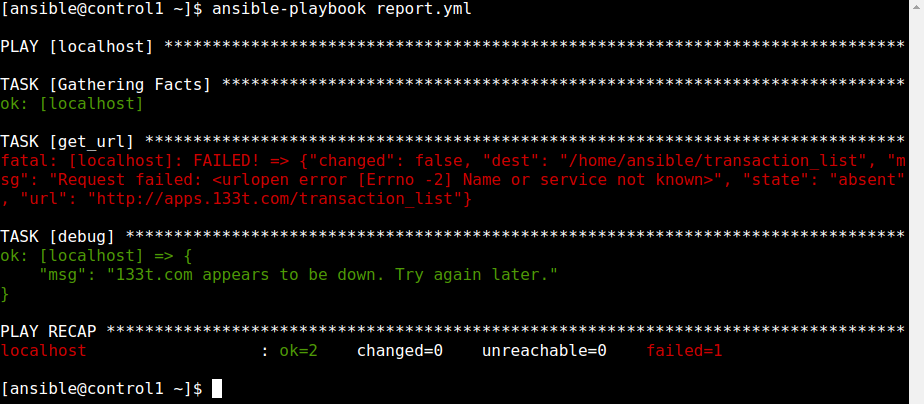 [ansible@control1 ~]$ ansible-playbook report.yml
PLAY [localhost] *****************************************************************************
TASK [Gathering Facts] ***********************************************************************
ok: [localhost]
TASK [get_url] *******************************************************************************
fatal: [localhost]: FAILED! => {"changed": false, "dest": "/home/ansible/transaction_list", "m
sg": "Request failed: <urlopen error [Errno -2] Name or service not known>", "state": "absent"
, "url": "http://apps.133t.com/transaction_list"}
TASK [debug] *********************************************************************************
ok: [localhost] => {
    "msg": "133t.com appears to be down. Try again later."
}
PLAY RECAP ***********************************************************************************
localhost                  : ok=2    changed=0    unreachable=0    failed=1
[ansible@control1 ~]$